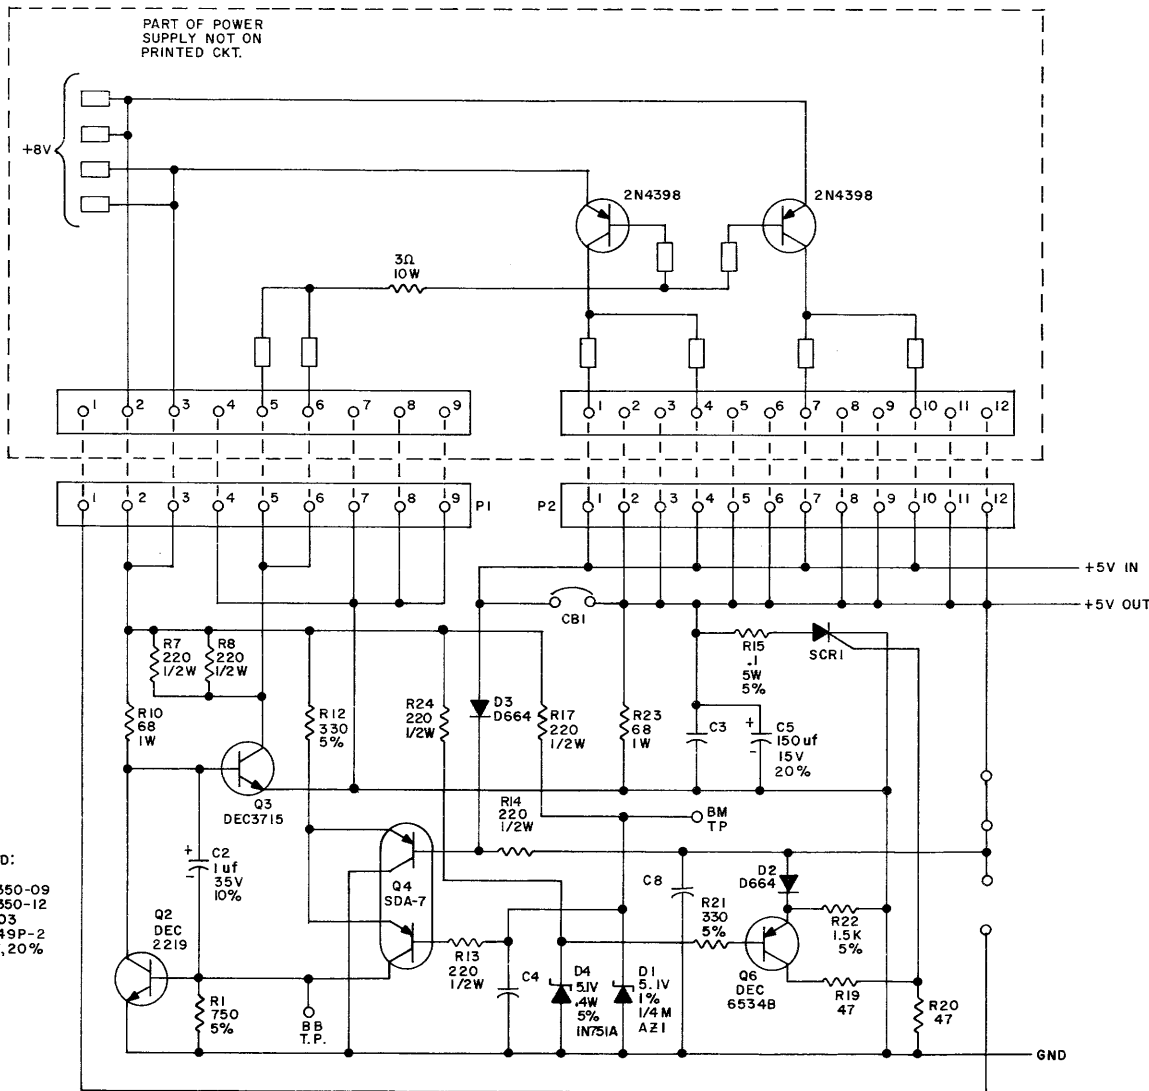 PART OF POWER
SUPPLY NOT ON
PRINTED CKT.
+8V
2N4398
2N4398
3Ω
10W
1 2 3 4 5 6 7 8 9
1 2 3 4 5 6 7 8 9 10 11 12
1 2 3 4 5 6 7 8 9 P1
P2 1 2 3 4 5 6 7 8 9 10 11 12
+5V IN
+5V OUT
CB1
R7
220
1/2W
R8
220
1/2W
R15
.1
5W
5%
SCR1
R10
68
1W
R12
330
5%
R24
220
1/2W
D3
D664
R17
220
1/2W
R23
68
1W
C3
+
-
C5
150uf
15V
20%
Q3
DEC3715
R14
220
1/2W
BM
TP
D:
350-09
350-12
03
49P-2
,20%
+
-
C2
1uf
35V
10%
Q4
SDA-7
C8
D2
D664
Q2
DEC
2219
R21
330
5%
R22
1.5K
5%
R13
220
1/2W
C4
D4
5.1V
.4W
5%
1N751A
D1
5.1V
1%
1/4M
AZ1
Q6
DEC
6534B
R19
47
R20
47
R1
750
5%
BB
T.P.
GND